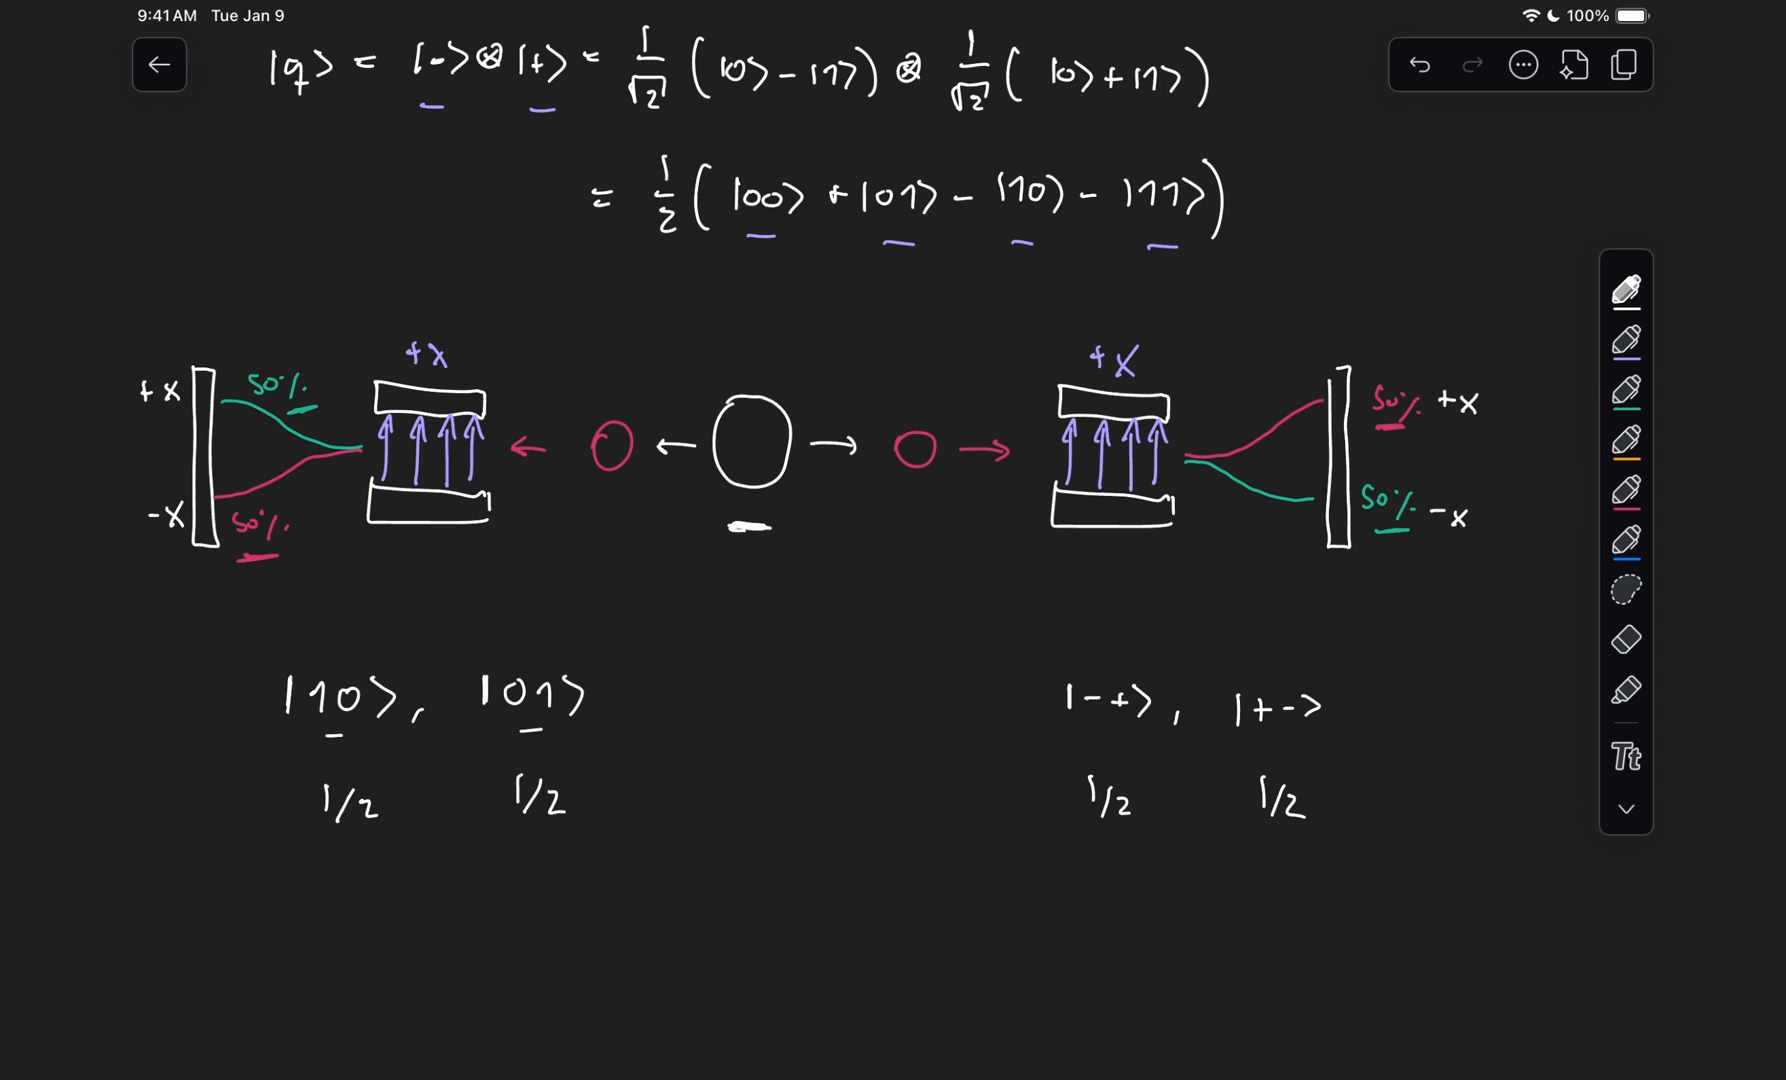 9:41 AM Tue Jan 9
100%
|q> = |-> ⊗ |+> = 1/√2 (|0> - |1>) ⊗ 1/√2 (|0> + |1>)
= 1/2 (|00> + |01> - |10) - |11>)
+x +x
+x 50% 50% +x
-x 50% 50% -x
|10>, |01> |-+>, |+->
1/2 1/2 1/2 1/2
Tt